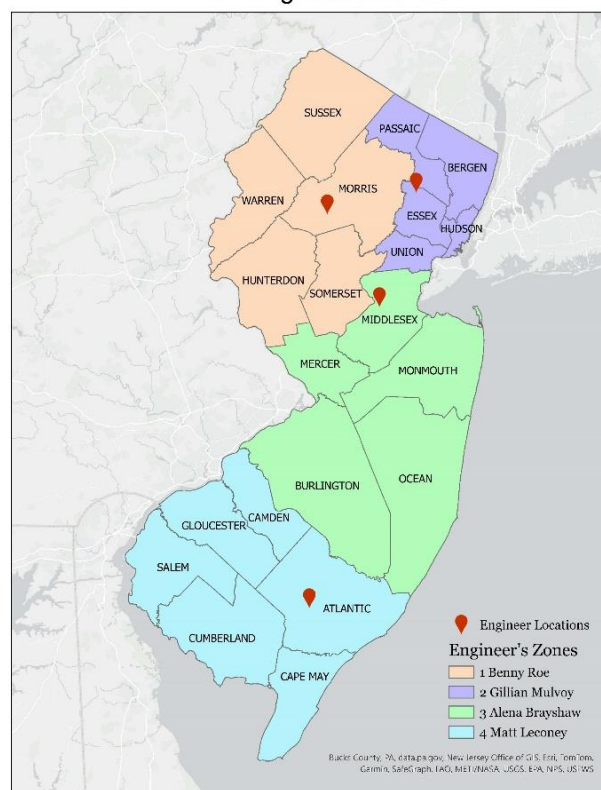 SUSSEX
PASSAIC
BERGEN
WARREN
MORRIS
ESSEX
HUDSON
UNION
HUNTERDON
SOMERSET
MIDDLESEX
MERCER
MONMOUTH
BURLINGTON
OCEAN
CAMDEN
GLOUCESTER
SALEM
ATLANTIC
CUMBERLAND
CAPE MAY
Engineer Locations
Engineer's Zones
1 Benny Roe
2 Gillian Mulvoy
3 Alena Brayshaw
4 Matt Leconey
Bucks County, PA, data.pa.gov, New Jersey Office of GIS, Esri, TomTom,
Garmin, SafeGraph, FAO, METI/NASA, USGS, EPA, NPS, USFWS